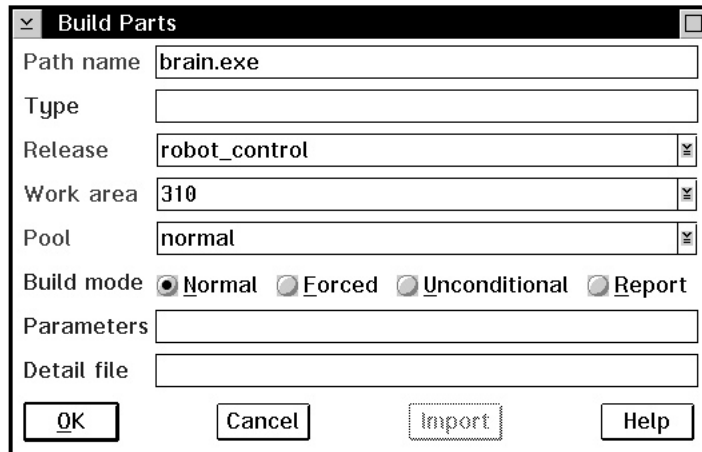 Build Parts
Path name brain.exe
Type
Release robot_control
Work area 310
Pool normal
Build mode Normal Forced Unconditional Report
Parameters
Detail file
OK Cancel Import Help